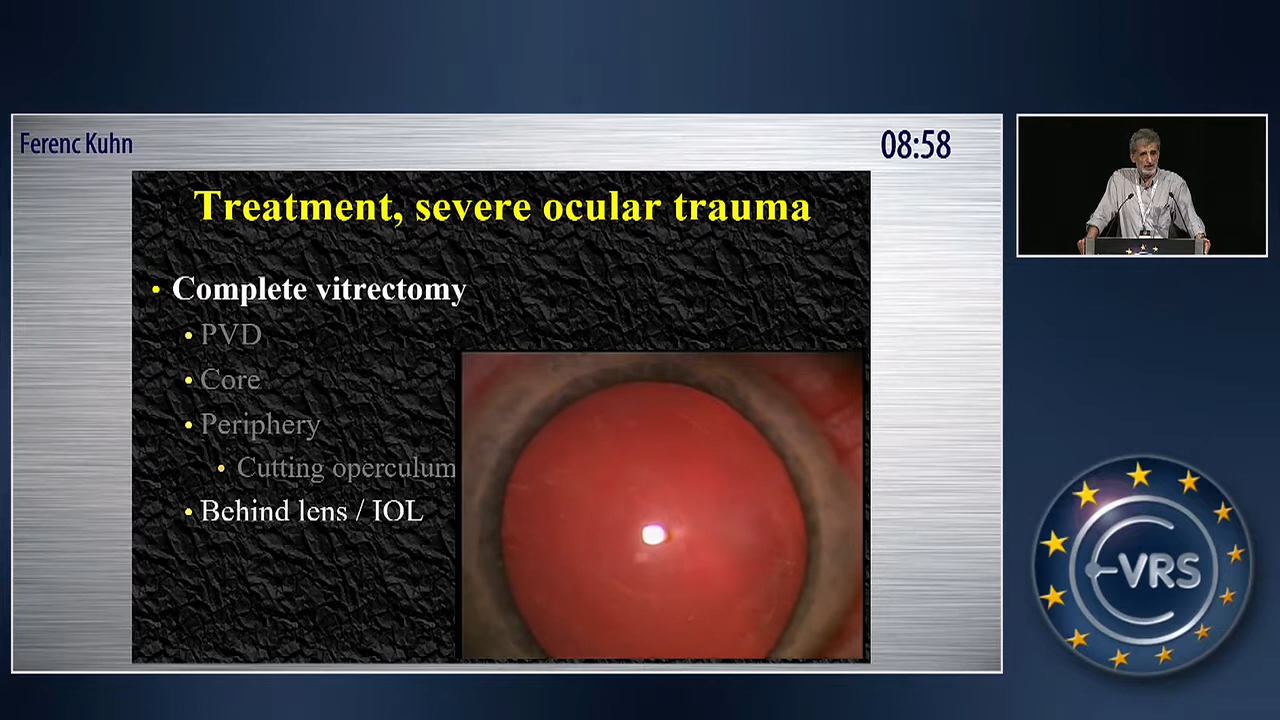 Ferenc Kuhn
08:58
Treatment, severe ocular trauma
• Complete vitrectomy
• PVD
• Core
• Periphery
• Cutting operculum
• Behind lens / IOL
E-VRS